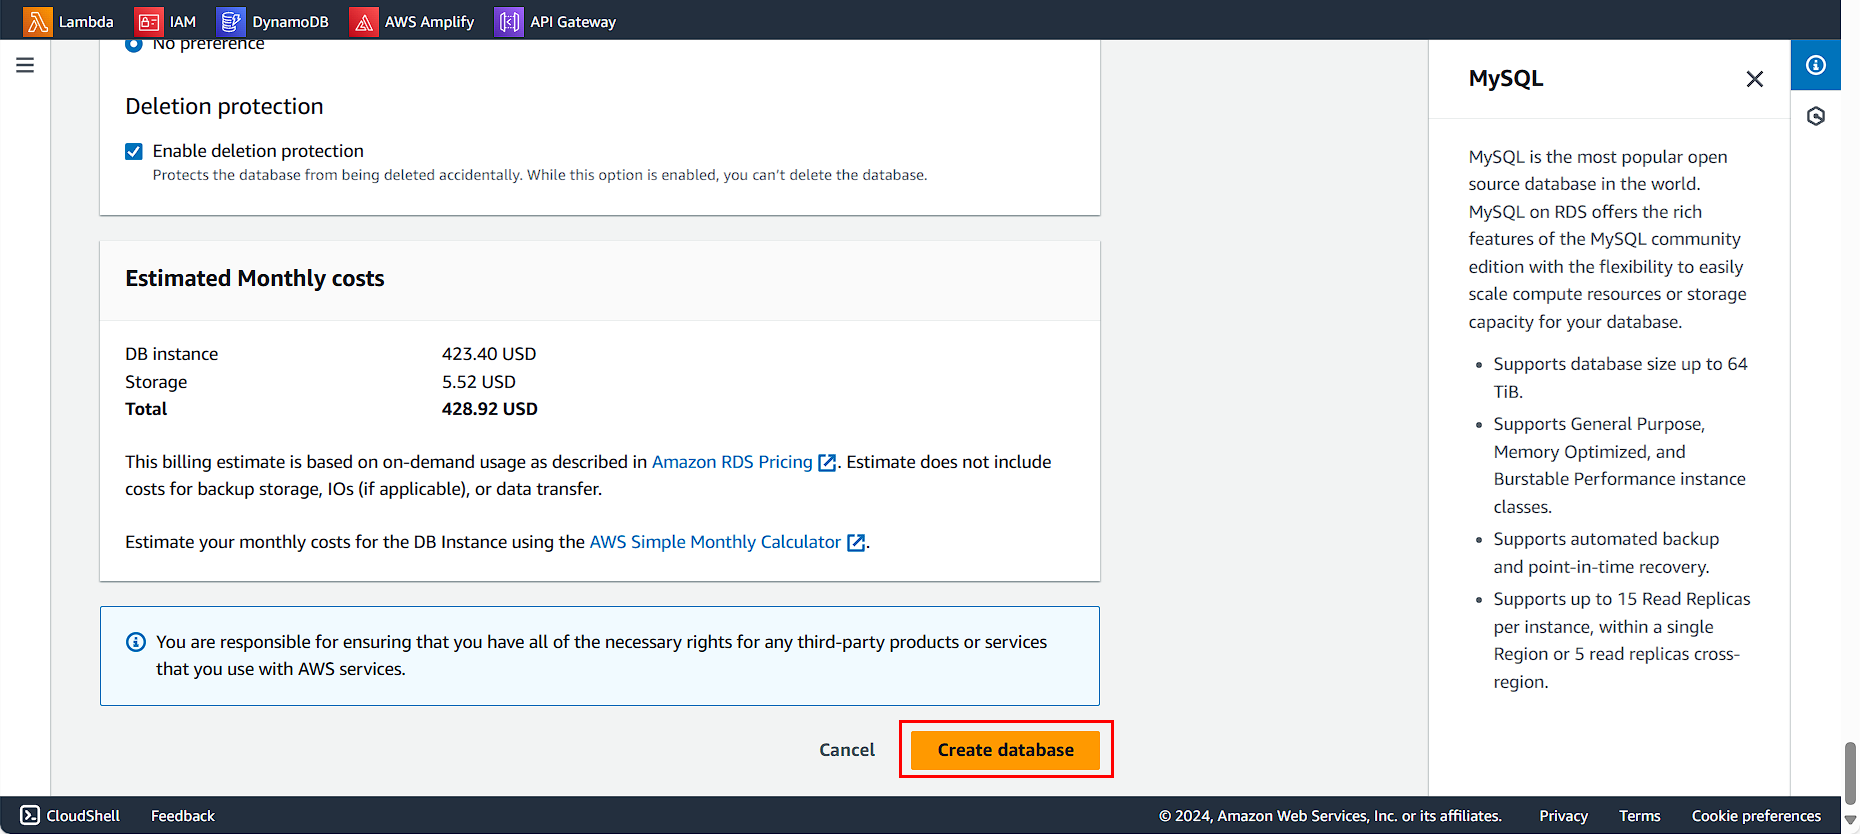 Lambda IAM DynamoDB AWS Amplify API Gateway
No preference
Deletion protection
Enable deletion protection
Protects the database from being deleted accidentally. While this option is enabled, you can’t delete the database.
Estimated Monthly costs
DB instance 423.40 USD
Storage 5.52 USD
Total 428.92 USD
This billing estimate is based on on-demand usage as described in Amazon RDS Pricing. Estimate does not include
costs for backup storage, IOs (if applicable), or data transfer.
Estimate your monthly costs for the DB Instance using the AWS Simple Monthly Calculator.
You are responsible for ensuring that you have all of the necessary rights for any third-party products or services
that you use with AWS services.
Cancel Create database
MySQL
MySQL is the most popular open
source database in the world.
MySQL on RDS offers the rich
features of the MySQL community
edition with the flexibility to easily
scale compute resources or storage
capacity for your database.
• Supports database size up to 64
TiB.
• Supports General Purpose,
Memory Optimized, and
Burstable Performance instance
classes.
• Supports automated backup
and point-in-time recovery.
• Supports up to 15 Read Replicas
per instance, within a single
Region or 5 read replicas cross-
region.
CloudShell Feedback © 2024, Amazon Web Services, Inc. or its affiliates. Privacy Terms Cookie preferences